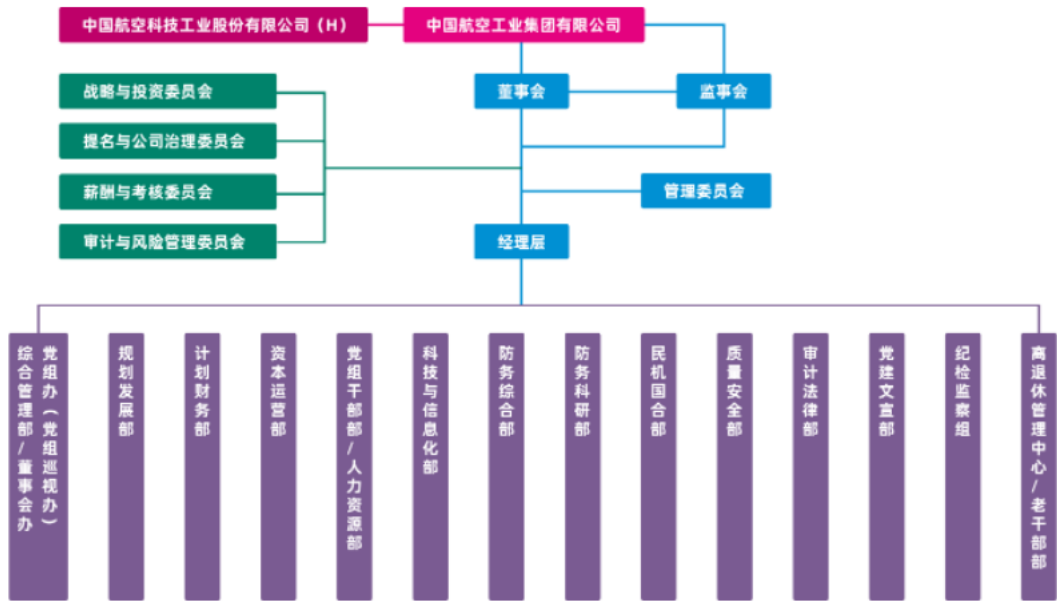 中国航空科技工业股份有限公司（H）
中国航空工业集团有限公司
战略与投资委员会
董事会
监事会
提名与公司治理委员会
薪酬与考核委员会
管理委员会
审计与风险管理委员会
经理层
综合管理部/董事会办
党组办（党组巡视办）
规划发展部
计划财务部
资本运营部
党组干部部/人力资源部
科技与信息化部
防务综合部
防务科研部
民机国合部
质量安全部
审计法律部
党建文宣部
纪检监察组
离退休管理中心/老干部部